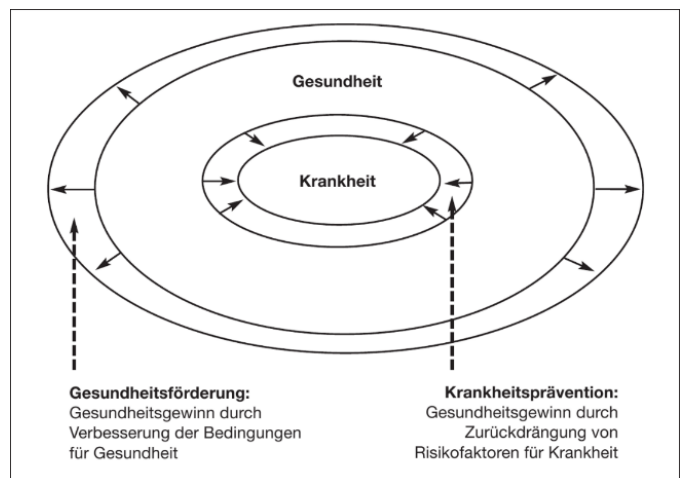 Gesundheit
Krankheit
Gesundheitsförderung:
Gesundheitsgewinn durch
Verbesserung der Bedingungen
für Gesundheit
Krankheitsprävention:
Gesundheitsgewinn durch
Zurückdrängung von
Risikofaktoren für Krankheit